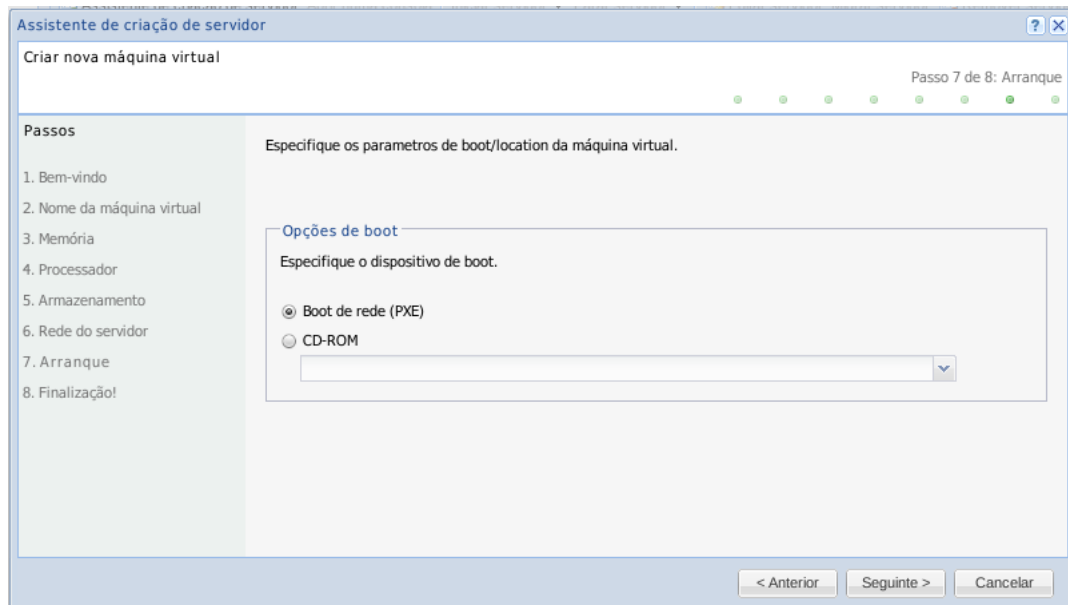 Assistente de criação de servidor
Criar nova máquina virtual
Passo 7 de 8: Arranque
Passos
1. Bem-vindo
2. Nome da máquina virtual
3. Memória
4. Processador
5. Armazenamento
6. Rede do servidor
7. Arranque
8. Finalização!
Especifique os parametros de boot/location da máquina virtual.
Opções de boot
Especifique o dispositivo de boot.
Boot de rede (PXE)
CD-ROM
< Anterior
Seguinte >
Cancelar